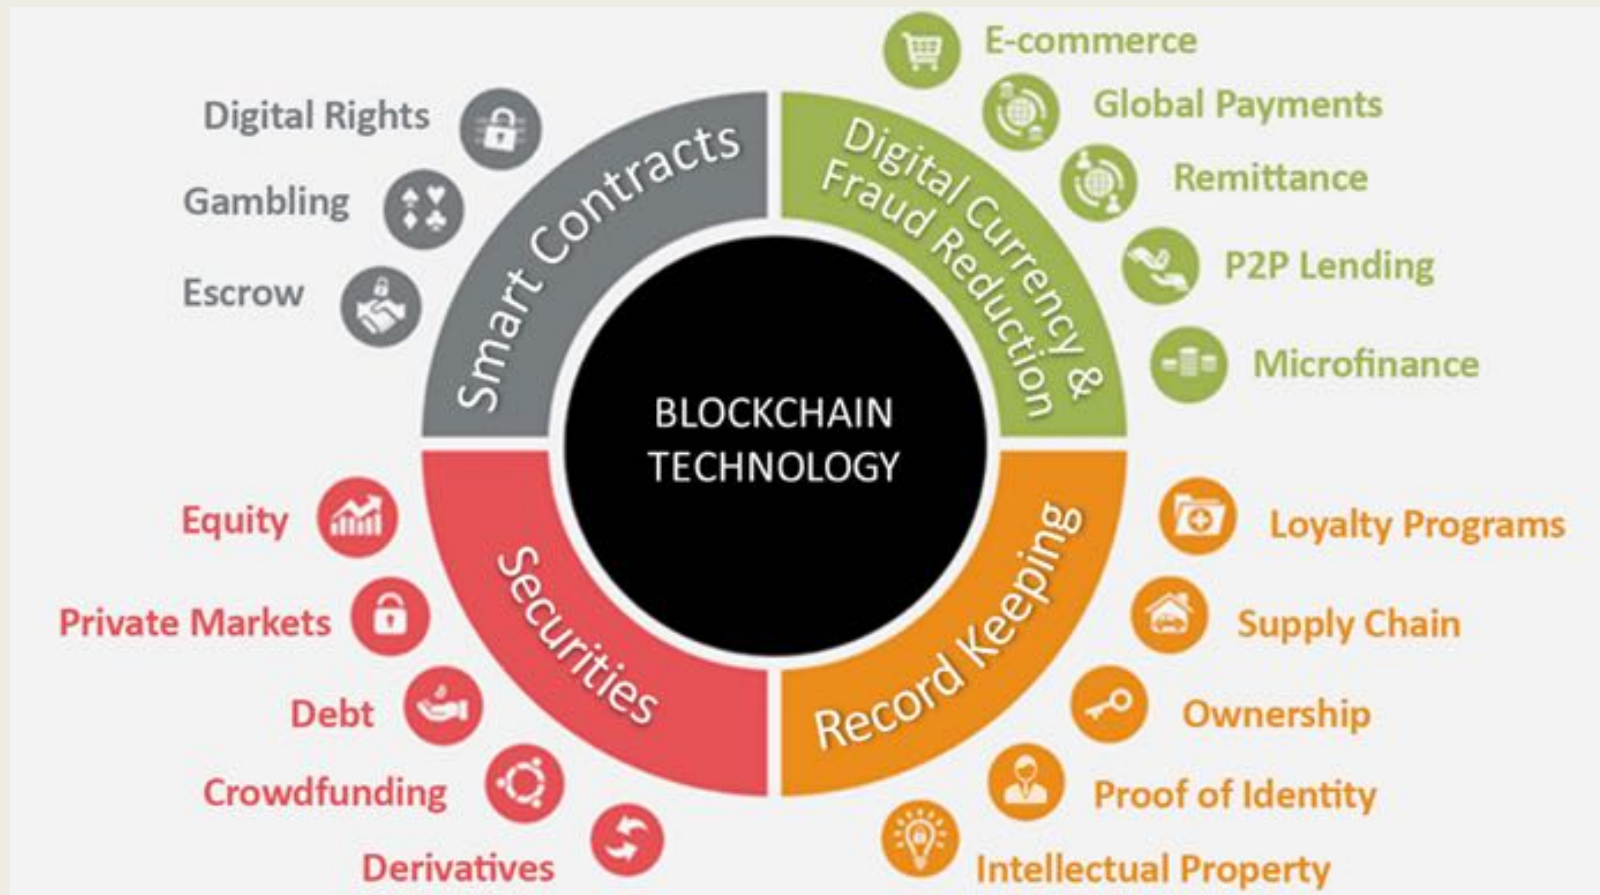 BLOCKCHAIN
TECHNOLOGY
Smart Contracts
Digital Rights
Gambling
Escrow
Digital Currency &
Fraud Reduction
E-commerce
Global Payments
Remittance
P2P Lending
Microfinance
Securities
Equity
Private Markets
Debt
Crowdfunding
Derivatives
Record Keeping
Loyalty Programs
Supply Chain
Ownership
Proof of Identity
Intellectual Property